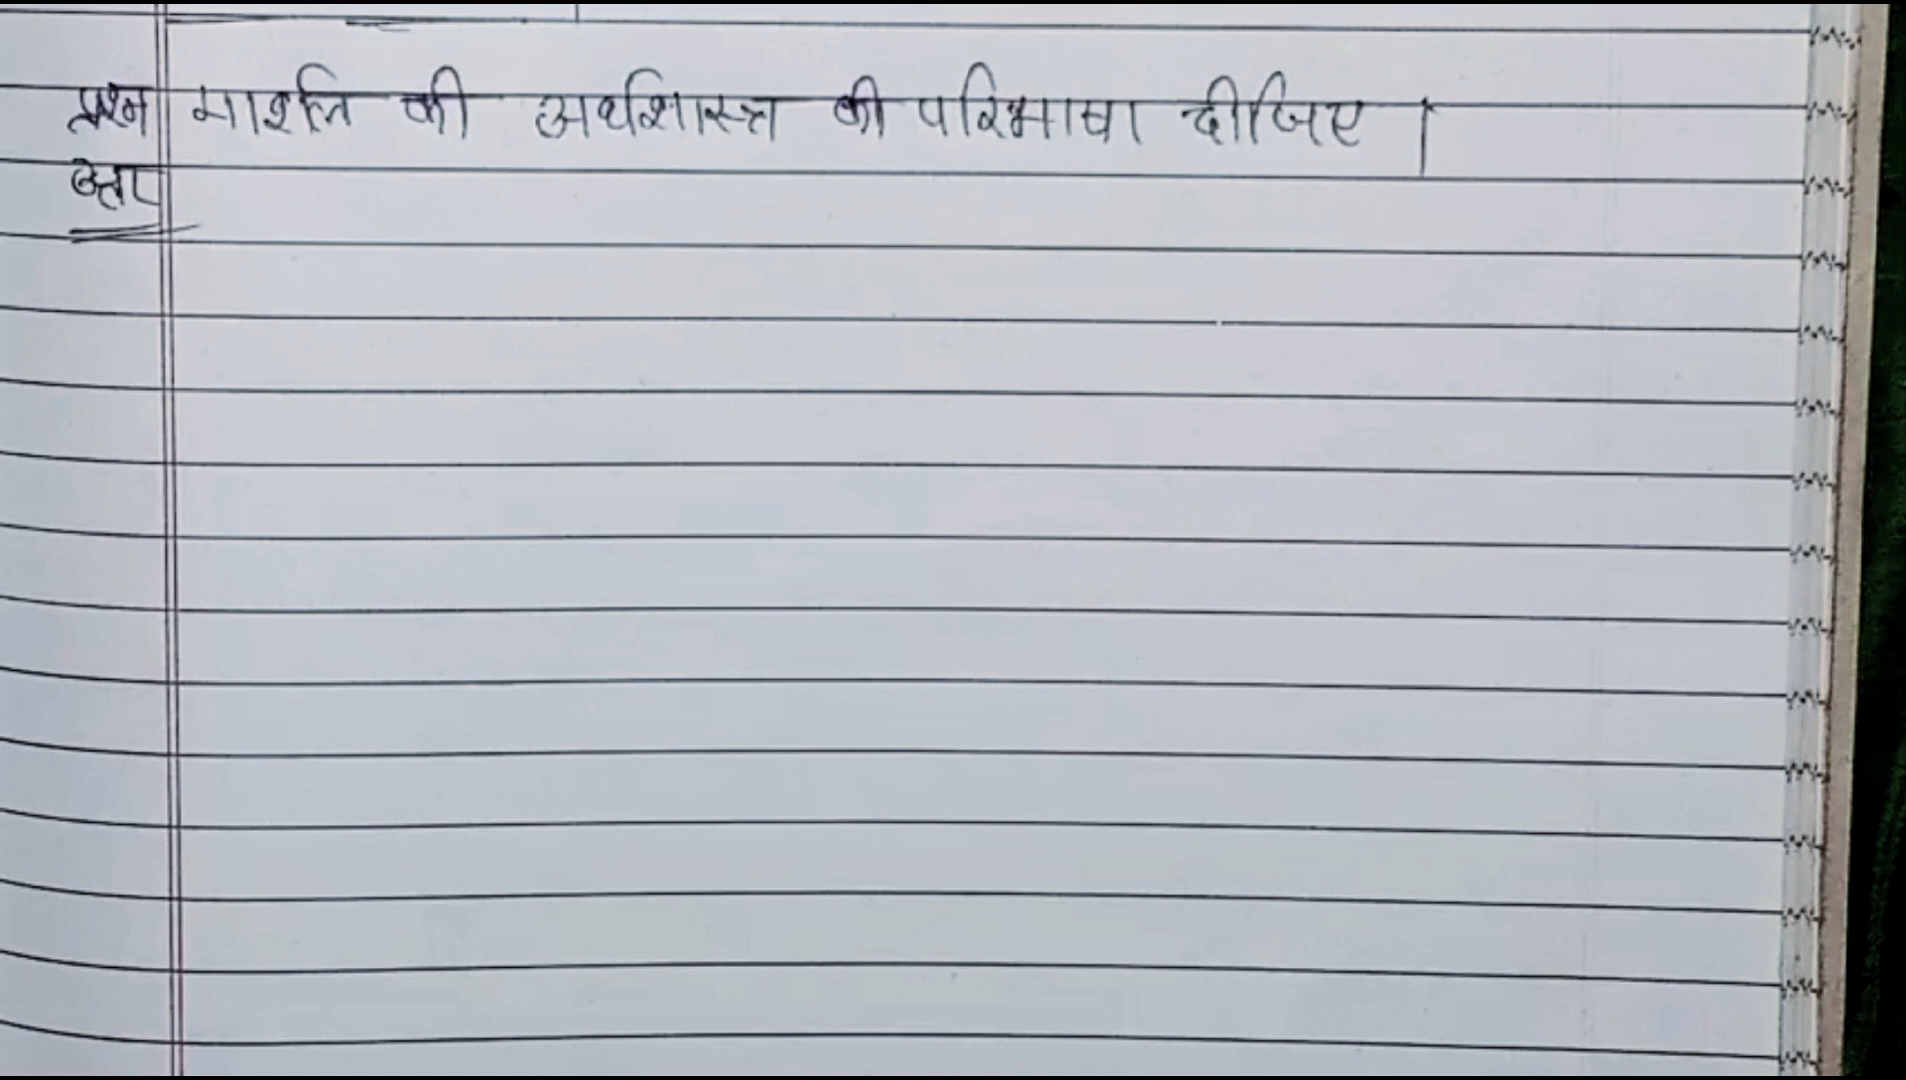 प्रश्न मार्शल की अर्थशास्त्र की परिभाषा दीजिए |
उत्तर